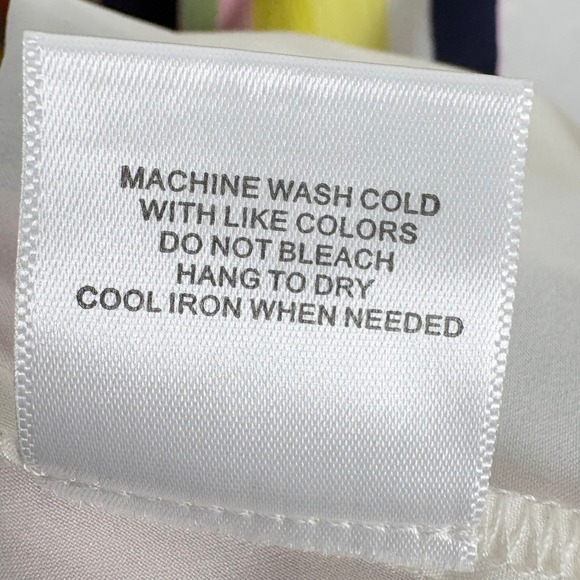 MACHINE WASH COLD
WITH LIKE COLORS
DO NOT BLEACH
HANG TO DRY
COOL IRON WHEN NEEDED